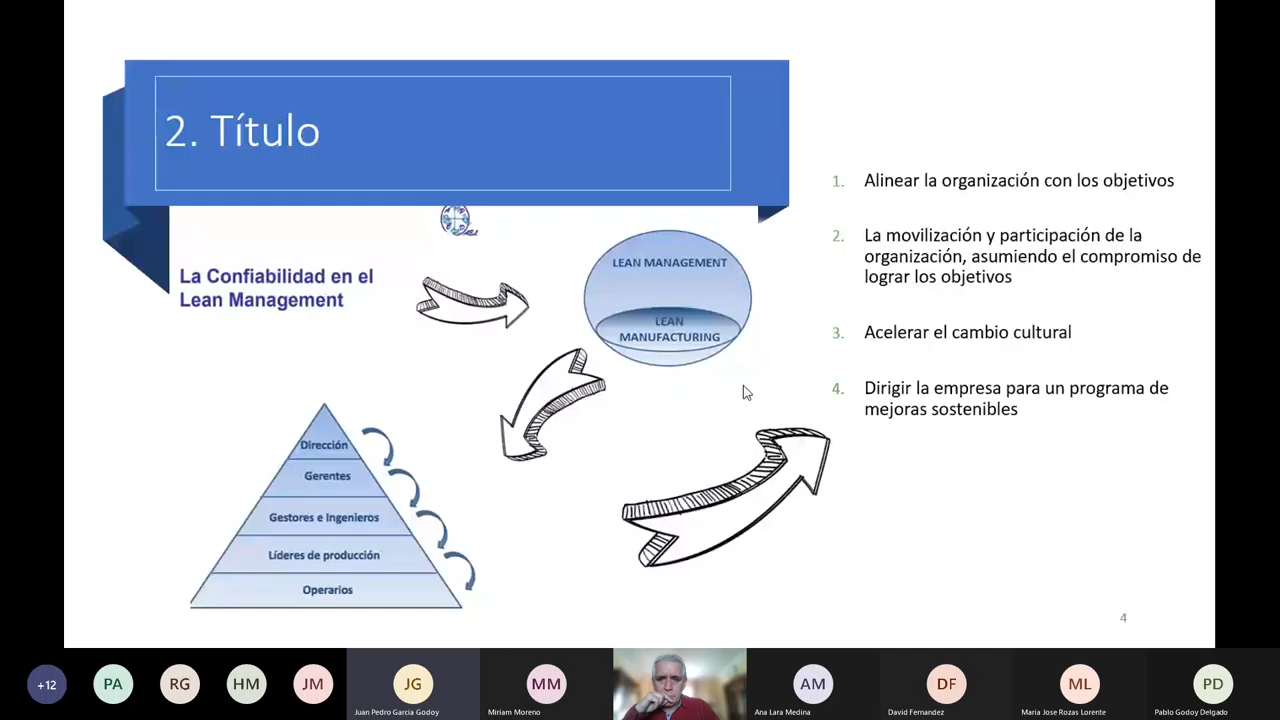 2. Título
La Confiabilidad en el
Lean Management
LEAN MANAGEMENT
LEAN
MANUFACTURING
Dirección
Gerentes
Gestores e Ingenieros
Líderes de producción
Operarios
1. Alinear la organización con los objetivos
2. La movilización y participación de la
organización, asumiendo el compromiso de
lograr los objetivos
3. Acelerar el cambio cultural
4. Dirigir la empresa para un programa de
mejoras sostenibles
4
+12
PA
RG
HM
JM
JG
Juan Pedro Garcia Godoy
MM
Miriam Moreno
AM
Ana Lara Medina
DF
David Fernandez
ML
Maria Jose Rozas Lorente
PD
Pablo Godoy Delgado